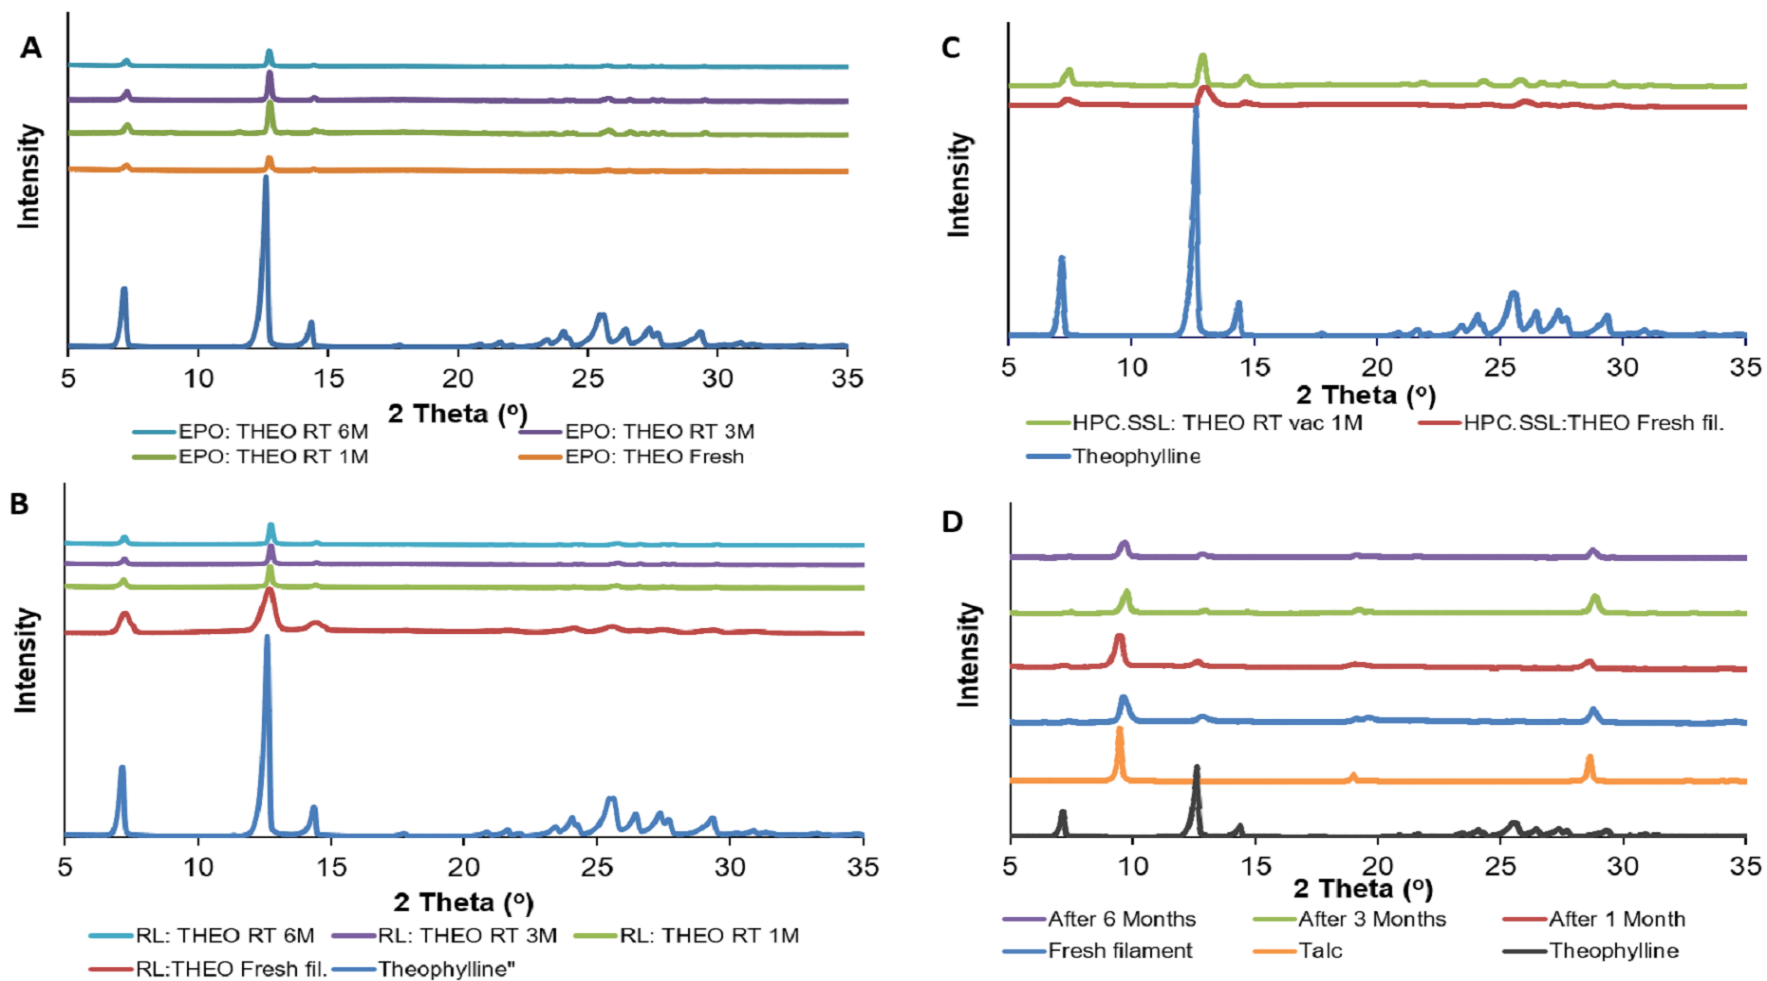 A
Intensity
5 10 15 20 25 30 35
2 Theta (º)
EPO: THEO RT 6M EPO: THEO RT 3M
EPO: THEO RT 1M EPO: THEO Fresh
B
Intensity
5 10 15 20 25 30 35
2 Theta (º)
RL: THEO RT 6M RL: THEO RT 3M RL: THEO RT 1M
RL:THEO Fresh fil. Theophylline"
C
Intensity
5 10 15 20 25 30 35
2 Theta (º)
HPC.SSL: THEO RT vac 1M HPC.SSL:THEO Fresh fil.
Theophylline
D
Intensity
5 10 15 20 25 30 35
2 Theta (º)
After 6 Months After 3 Months After 1 Month
Fresh filament Talc Theophylline